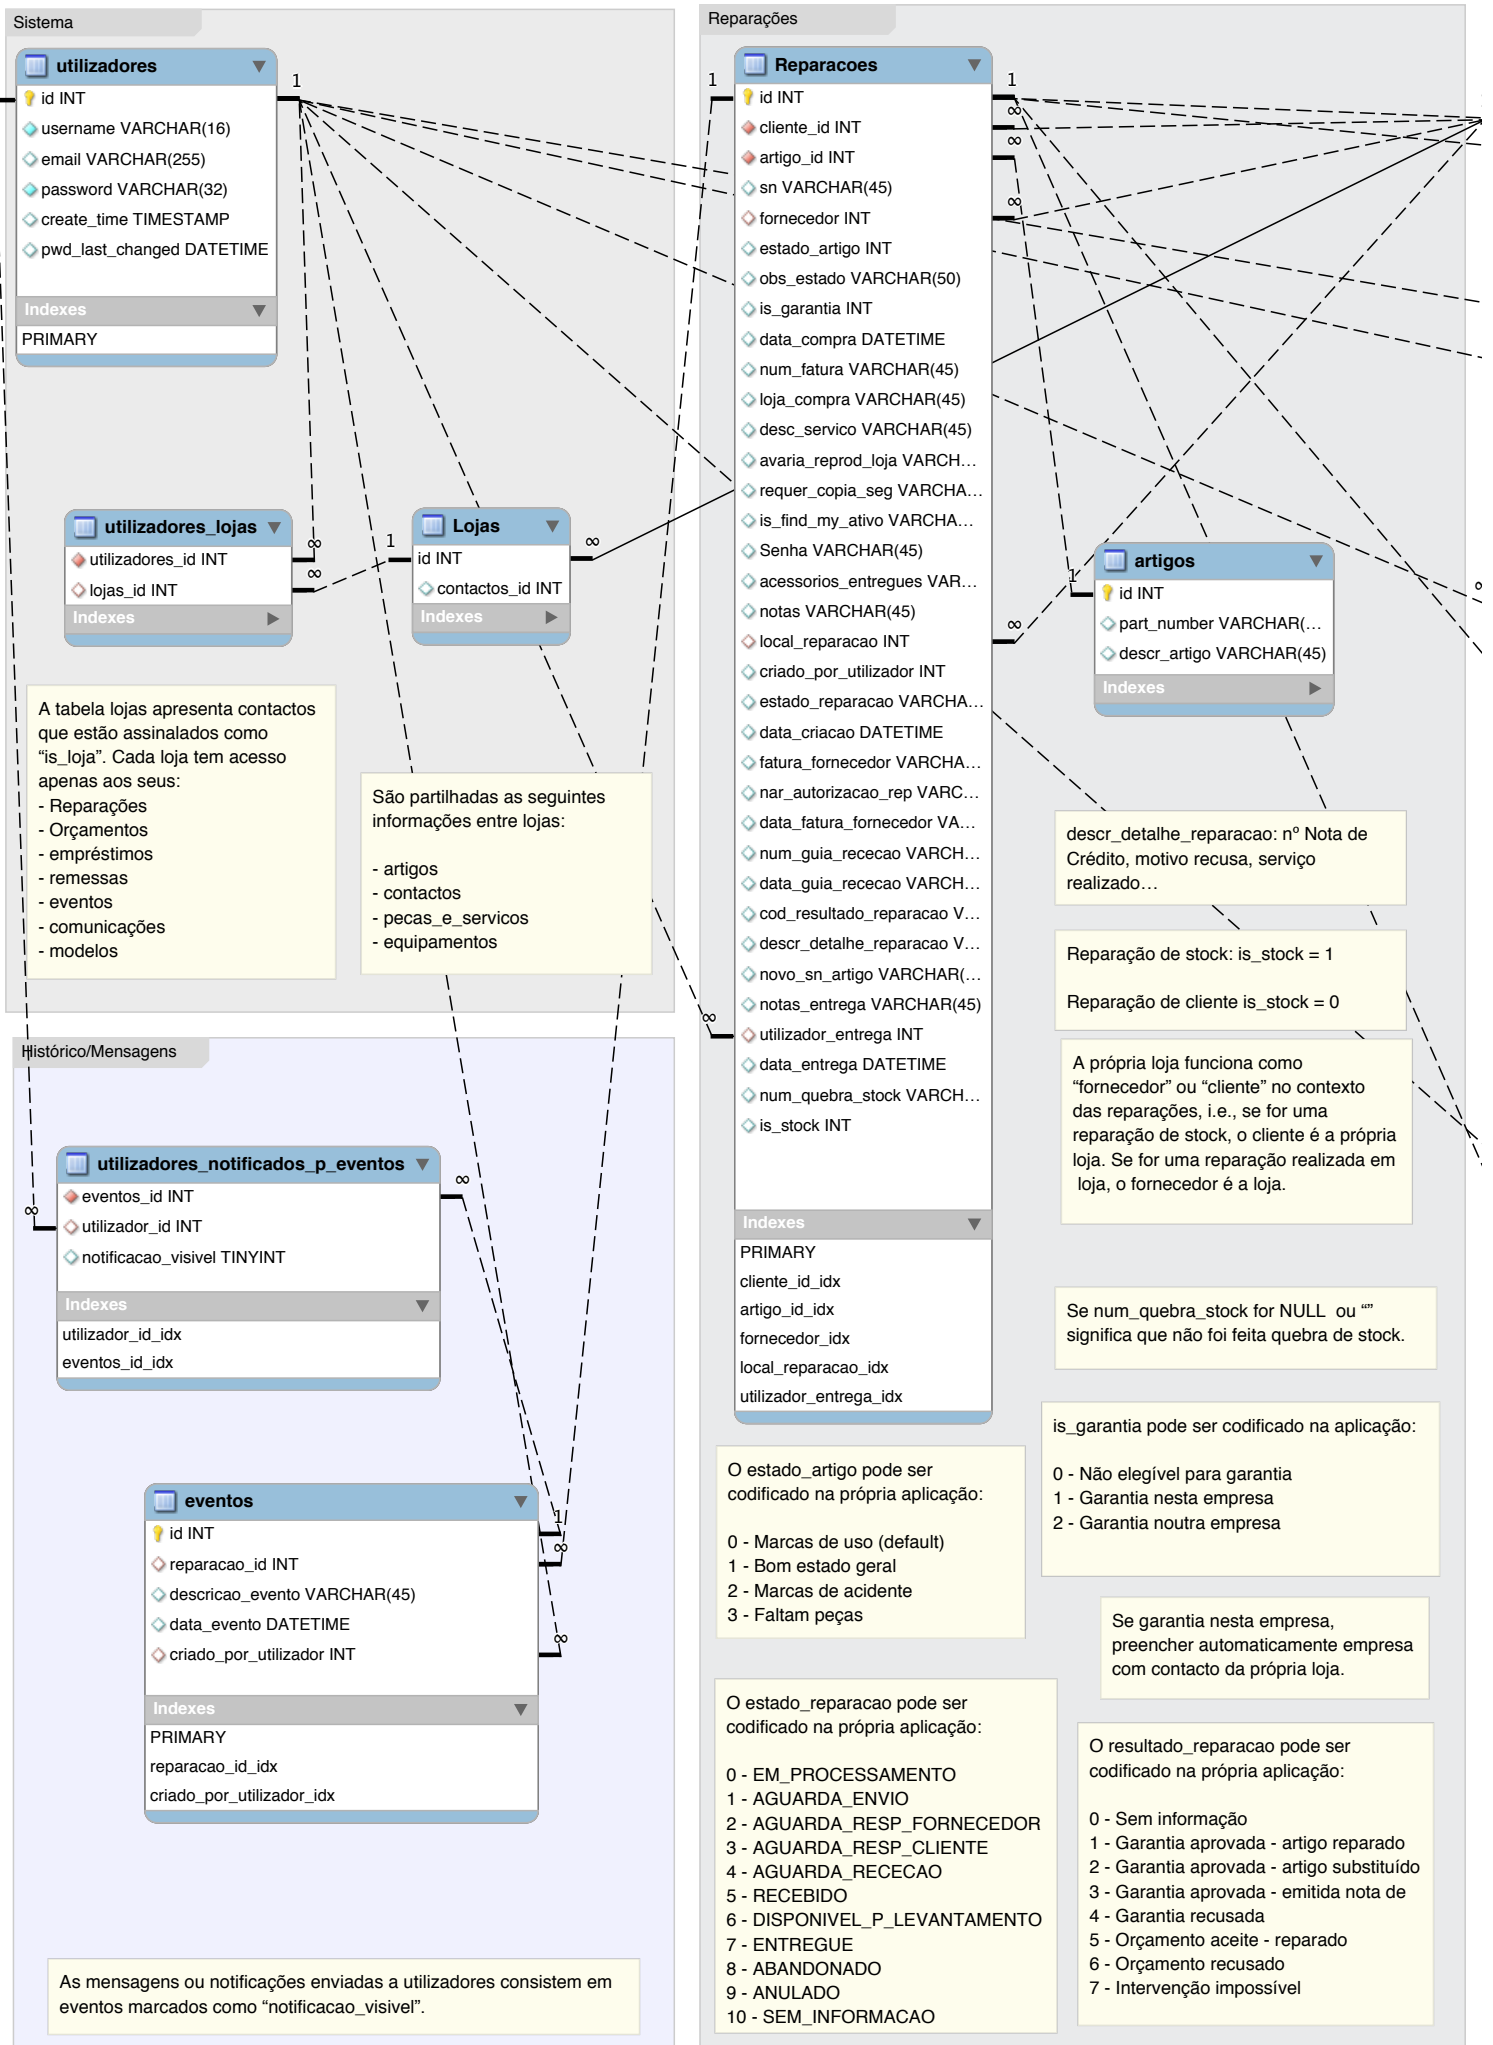 Sistema
utilizadores
id INT
username VARCHAR(16)
email VARCHAR(255)
password VARCHAR(32)
create_time TIMESTAMP
pwd_last_changed DATETIME
Indexes
PRIMARY
1
utilizadores_lojas
utilizadores_id INT
lojas_id INT
Indexes
∞
∞
1
Lojas
id INT
contactos_id INT
Indexes
∞
A tabela lojas apresenta contactos
que estão assinalados como
“is_loja”. Cada loja tem acesso
apenas aos seus:
- Reparações
- Orçamentos
- empréstimos
- remessas
- eventos
- comunicações
- modelos
São partilhadas as seguintes
informações entre lojas:
- artigos
- contactos
- pecas_e_servicos
- equipamentos
Histórico/Mensagens
utilizadores_notificados_p_eventos
eventos_id INT
utilizador_id INT
notificacao_visivel TINYINT
Indexes
utilizador_id_idx
eventos_id_idx
∞
∞
eventos
id INT
reparacao_id INT
descricao_evento VARCHAR(45)
data_evento DATETIME
criado_por_utilizador INT
Indexes
PRIMARY
reparacao_id_idx
criado_por_utilizador_idx
1
∞
∞
As mensagens ou notificações enviadas a utilizadores consistem em
eventos marcados como “notificacao_visivel”.
Reparações
1
Reparacoes
id INT
cliente_id INT
artigo_id INT
sn VARCHAR(45)
fornecedor INT
estado_artigo INT
obs_estado VARCHAR(50)
is_garantia INT
data_compra DATETIME
num_fatura VARCHAR(45)
loja_compra VARCHAR(45)
desc_servico VARCHAR(45)
avaria_reprod_loja VARCH…
requer_copia_seg VARCHA…
is_find_my_ativo VARCHA…
Senha VARCHAR(45)
acessorios_entregues VAR…
notas VARCHAR(45)
local_reparacao INT
criado_por_utilizador INT
estado_reparacao VARCHA…
data_criacao DATETIME
fatura_fornecedor VARCHA…
nar_autorizacao_rep VARC…
data_fatura_fornecedor VA…
num_guia_rececao VARCH…
data_guia_rececao VARCH…
cod_resultado_reparacao V…
descr_detalhe_reparacao V…
novo_sn_artigo VARCHAR(…
notas_entrega VARCHAR(45)
utilizador_entrega INT
data_entrega DATETIME
num_quebra_stock VARCH…
is_stock INT
Indexes
PRIMARY
cliente_id_idx
artigo_id_idx
fornecedor_idx
local_reparacao_idx
utilizador_entrega_idx
1
∞
∞
∞
∞
∞
1
artigos
id INT
part_number VARCHAR(…
descr_artigo VARCHAR(45)
Indexes
descr_detalhe_reparacao: nº Nota de
Crédito, motivo recusa, serviço
realizado…
Reparação de stock: is_stock = 1
Reparação de cliente is_stock = 0
A própria loja funciona como
“fornecedor” ou “cliente” no contexto
das reparações, i.e., se for uma
reparação de stock, o cliente é a própria
loja. Se for uma reparação realizada em
loja, o fornecedor é a loja.
Se num_quebra_stock for NULL ou “”
significa que não foi feita quebra de stock.
is_garantia pode ser codificado na aplicação:
0 - Não elegível para garantia
1 - Garantia nesta empresa
2 - Garantia noutra empresa
O estado_artigo pode ser
codificado na própria aplicação:
0 - Marcas de uso (default)
1 - Bom estado geral
2 - Marcas de acidente
3 - Faltam peças
Se garantia nesta empresa,
preencher automaticamente empresa
com contacto da própria loja.
O estado_reparacao pode ser
codificado na própria aplicação:
0 - EM_PROCESSAMENTO
1 - AGUARDA_ENVIO
2 - AGUARDA_RESP_FORNECEDOR
3 - AGUARDA_RESP_CLIENTE
4 - AGUARDA_RECECAO
5 - RECEBIDO
6 - DISPONIVEL_P_LEVANTAMENTO
7 - ENTREGUE
8 - ABANDONADO
9 - ANULADO
10 - SEM_INFORMACAO
O resultado_reparacao pode ser
codificado na própria aplicação:
0 - Sem informação
1 - Garantia aprovada - artigo reparado
2 - Garantia aprovada - artigo substituído
3 - Garantia aprovada - emitida nota de
4 - Garantia recusada
5 - Orçamento aceite - reparado
6 - Orçamento recusado
7 - Intervenção impossível